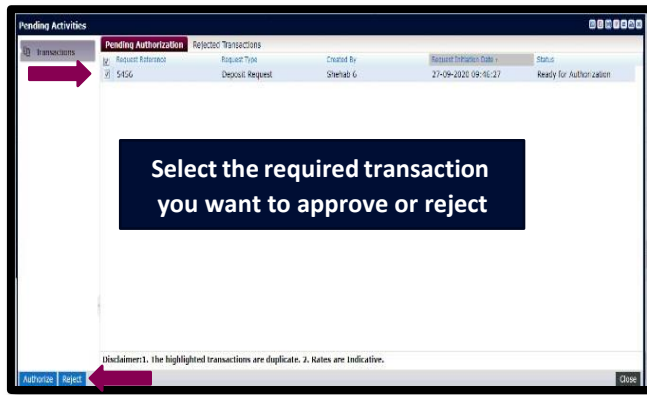 Pending Activities
Transactions
Pending Authorization Rejected Transactions
Request Reference Request Type Created By Request Initiation Date Status
5456 Deposit Request Shehab G 27-09-2020 09:46:27 Ready for Authorization
Select the required transaction
you want to approve or reject
Disclaimer:1. The highlighted transactions are duplicate. 2. Rates are Indicative.
Authorize Reject Close